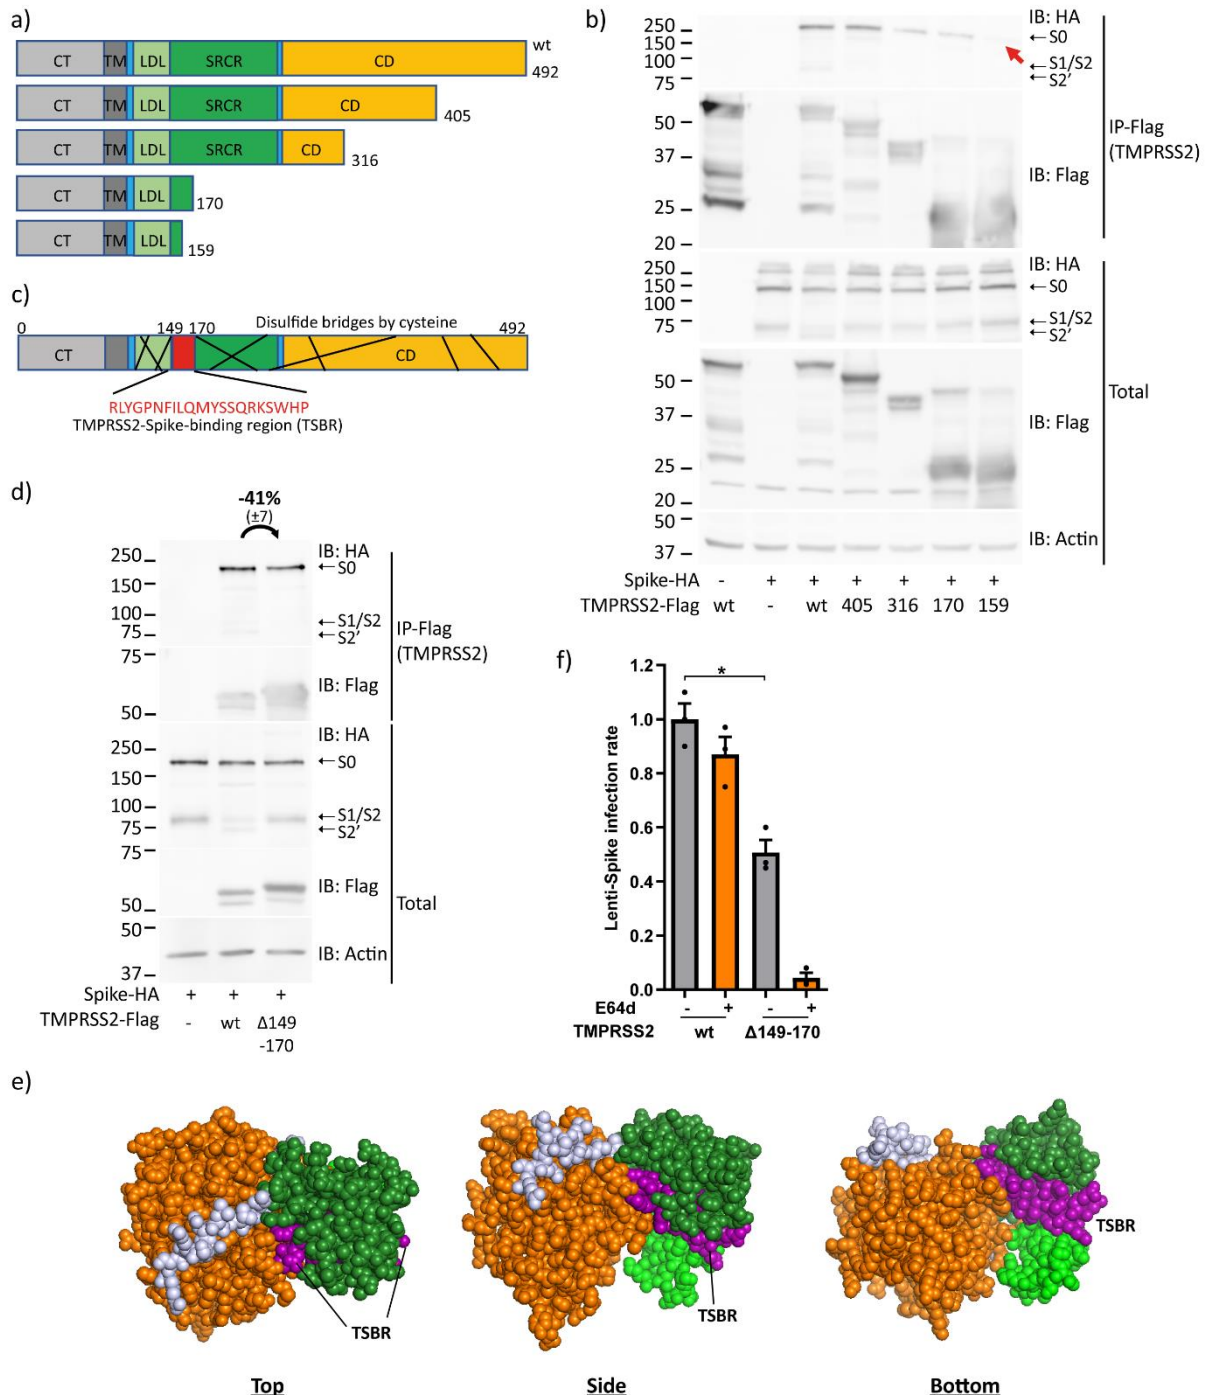 a)
CT TM LDL SRCR CD wt 492
CT TM LDL SRCR CD 405
CT TM LDL SRCR CD 316
CT TM LDL 170
CT TM LDL 159
b)
250
150
100
75
IB: HA
←S0
←S1/S2
←S2'
50
37
25
20
IB: Flag
IP-Flag
(TMPRSS2)
250
150
100
75
IB: HA
←S0
←S1/S2
←S2'
50
37
25
20
IB: Flag
Total
50
37
IB: Actin
Spike-HA - + + + + + +
TMPRSS2-Flag wt - wt 405 316 170 159
c)
0 149 170 Disulfide bridges by cysteine 492
CT CD
RLYGPNFILQMYSSQRKSWHP
TMPRSS2-Spike-binding region (TSBR)
d)
-41%
(±7)
250
150
100
75
IB: HA
←S0
←S1/S2
←S2'
75
50
IB: Flag
IP-Flag
(TMPRSS2)
250
150
100
75
IB: HA
←S0
←S1/S2
←S2'
75
50
IB: Flag
Total
50
37
IB: Actin
Spike-HA + + +
TMPRSS2-Flag - wt Δ149
-170
f)
Lenti-Spike infection rate
1.2
1.0
0.8
0.6
0.4
0.2
0.0
*
E64d - + - +
TMPRSS2 wt Δ149-170
e)
TSBR
TSBR
TSBR
Top Side Bottom